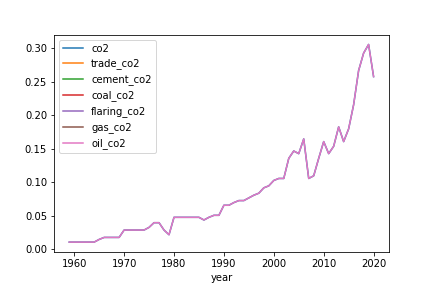 co2
trade_co2
cement_co2
coal_co2
flaring_co2
gas_co2
oil_co2
0.30
0.25
0.20
0.15
0.10
0.05
0.00
1960 1970 1980 1990 2000 2010 2020
year